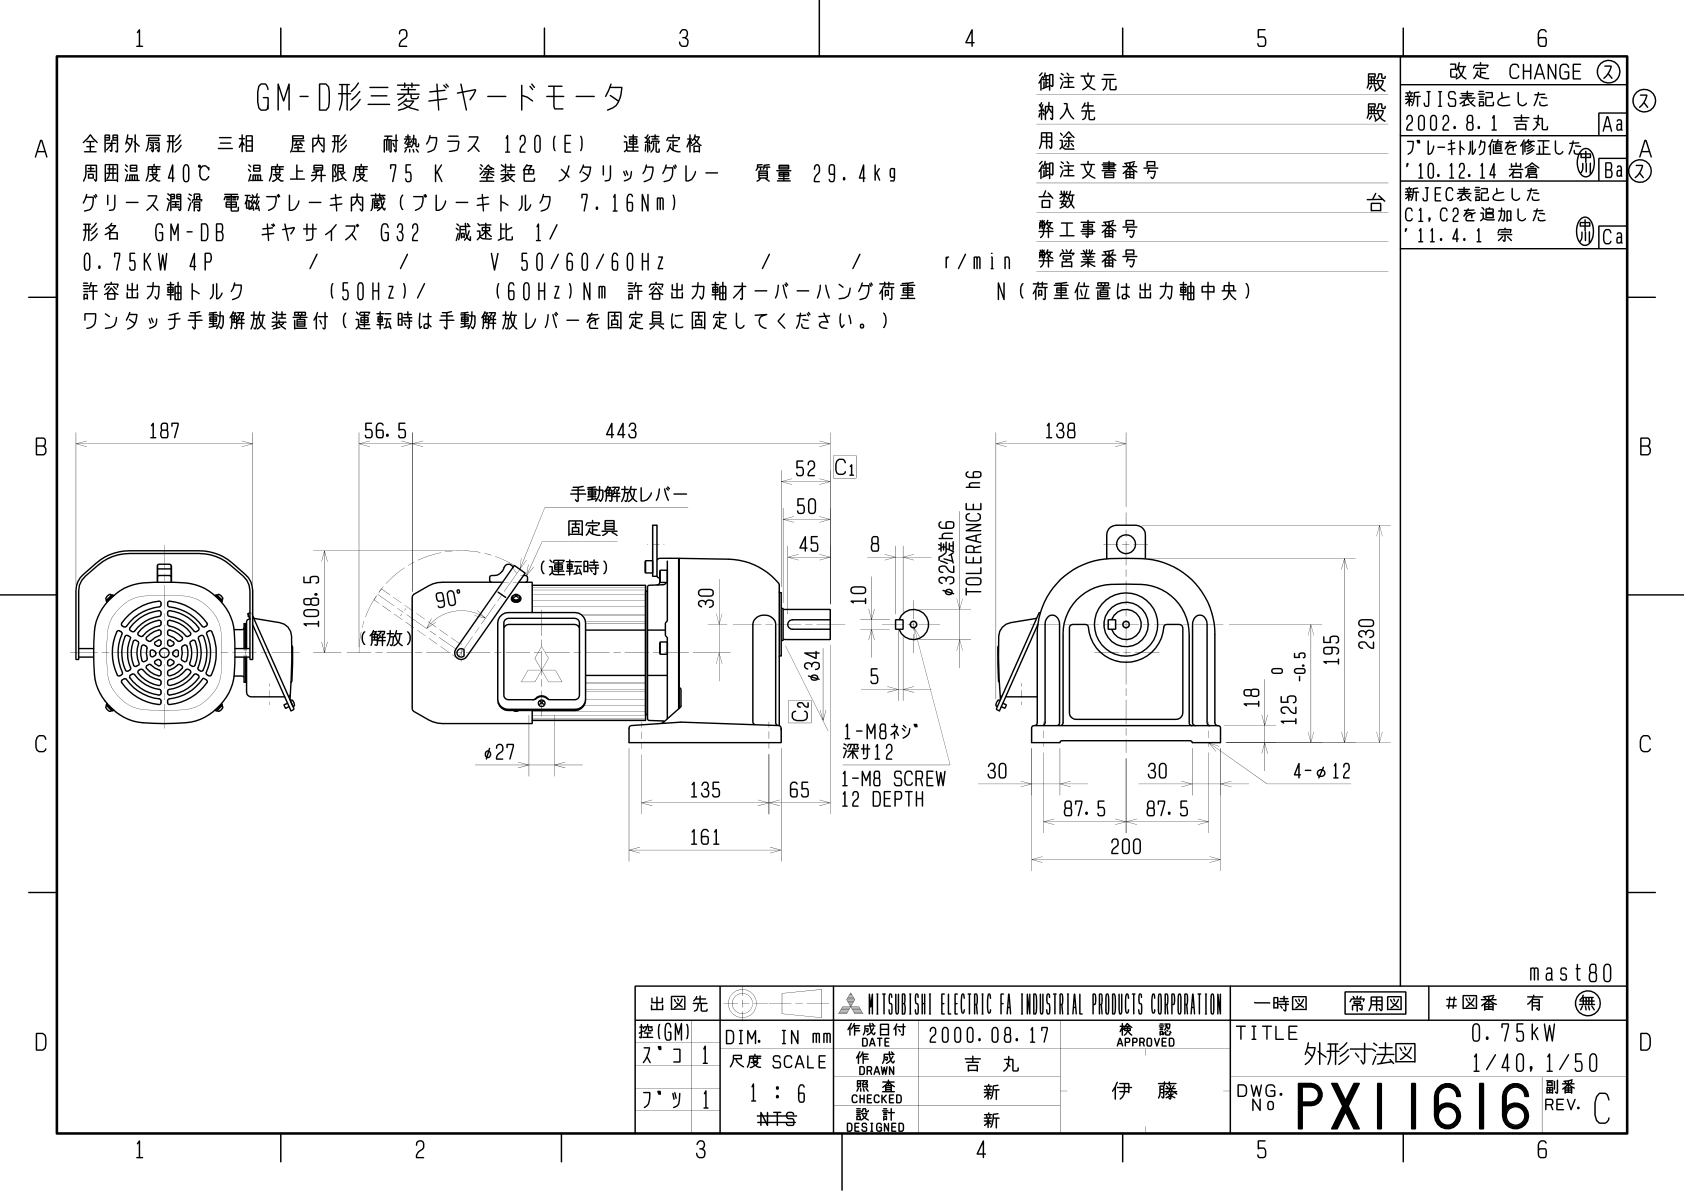 1 2 3 4 5 6
GM-D形三菱ギヤードモータ
全閉外扇形 三相 屋内形 耐熱クラス 120(E) 連続定格
周囲温度40℃ 温度上昇限度 75 K 塗装色 メタリックグレー 質量 29.4kg
グリース潤滑 電磁ブレーキ内蔵(ブレーキトルク 7.16Nm)
形名 GM-DB ギヤサイズ G32 減速比 1/
0.75KW 4P / / V 50/60/60Hz / / r/min
許容出力軸トルク (50Hz)/ (60Hz)Nm 許容出力軸オーバーハング荷重 N(荷重位置は出力軸中央)
ワンタッチ手動解放装置付(運転時は手動解放レバーを固定具に固定してください。)
御注文元 殿
納入先 殿
用途
御注文書番号
台数 台
弊工事番号
弊営業番号
改定 CHANGE ス
新JIS表記とした
2002.8.1 吉丸 Aa
ス
ブレーキトルク値を修正した
'10.12.14 岩倉 Ba
ス
新JEC表記とした
C1,C2を追加した
'11.4.1 宗 Ca
A
A
B
B
C
C
D
D
187
56.5
443
138
52 C1
50
45
手動解放レバー
固定具
(運転時)
90°
(解放)
108.5
30
φ34
C2
8
10
5
φ32公差h6
TOLERANCE h6
1-M8ネジ
深サ12
1-M8 SCREW
12 DEPTH
φ27
135
65
161
18
125 0 -0.5
195
230
30
30
4-φ12
87.5
87.5
200
mast80
出図先
控(GM)
ズコ 1
ブツ 1
DIM. IN mm
尺度 SCALE
1 : 6
NTS
MITSUBISHI ELECTRIC FA INDUSTRIAL PRODUCTS CORPORATION
作成日付
DATE
2000.08.17
検 認
APPROVED
作 成
DRAWN
吉 丸
照 査
CHECKED
新
伊 藤
設 計
DESIGNED
新
一時図 常用図 #図番 有 無
TITLE
外形寸法図
0.75kW
1/40,1/50
DWG.
No
PX11616
副番
REV.
C
1 2 3 4 5 6